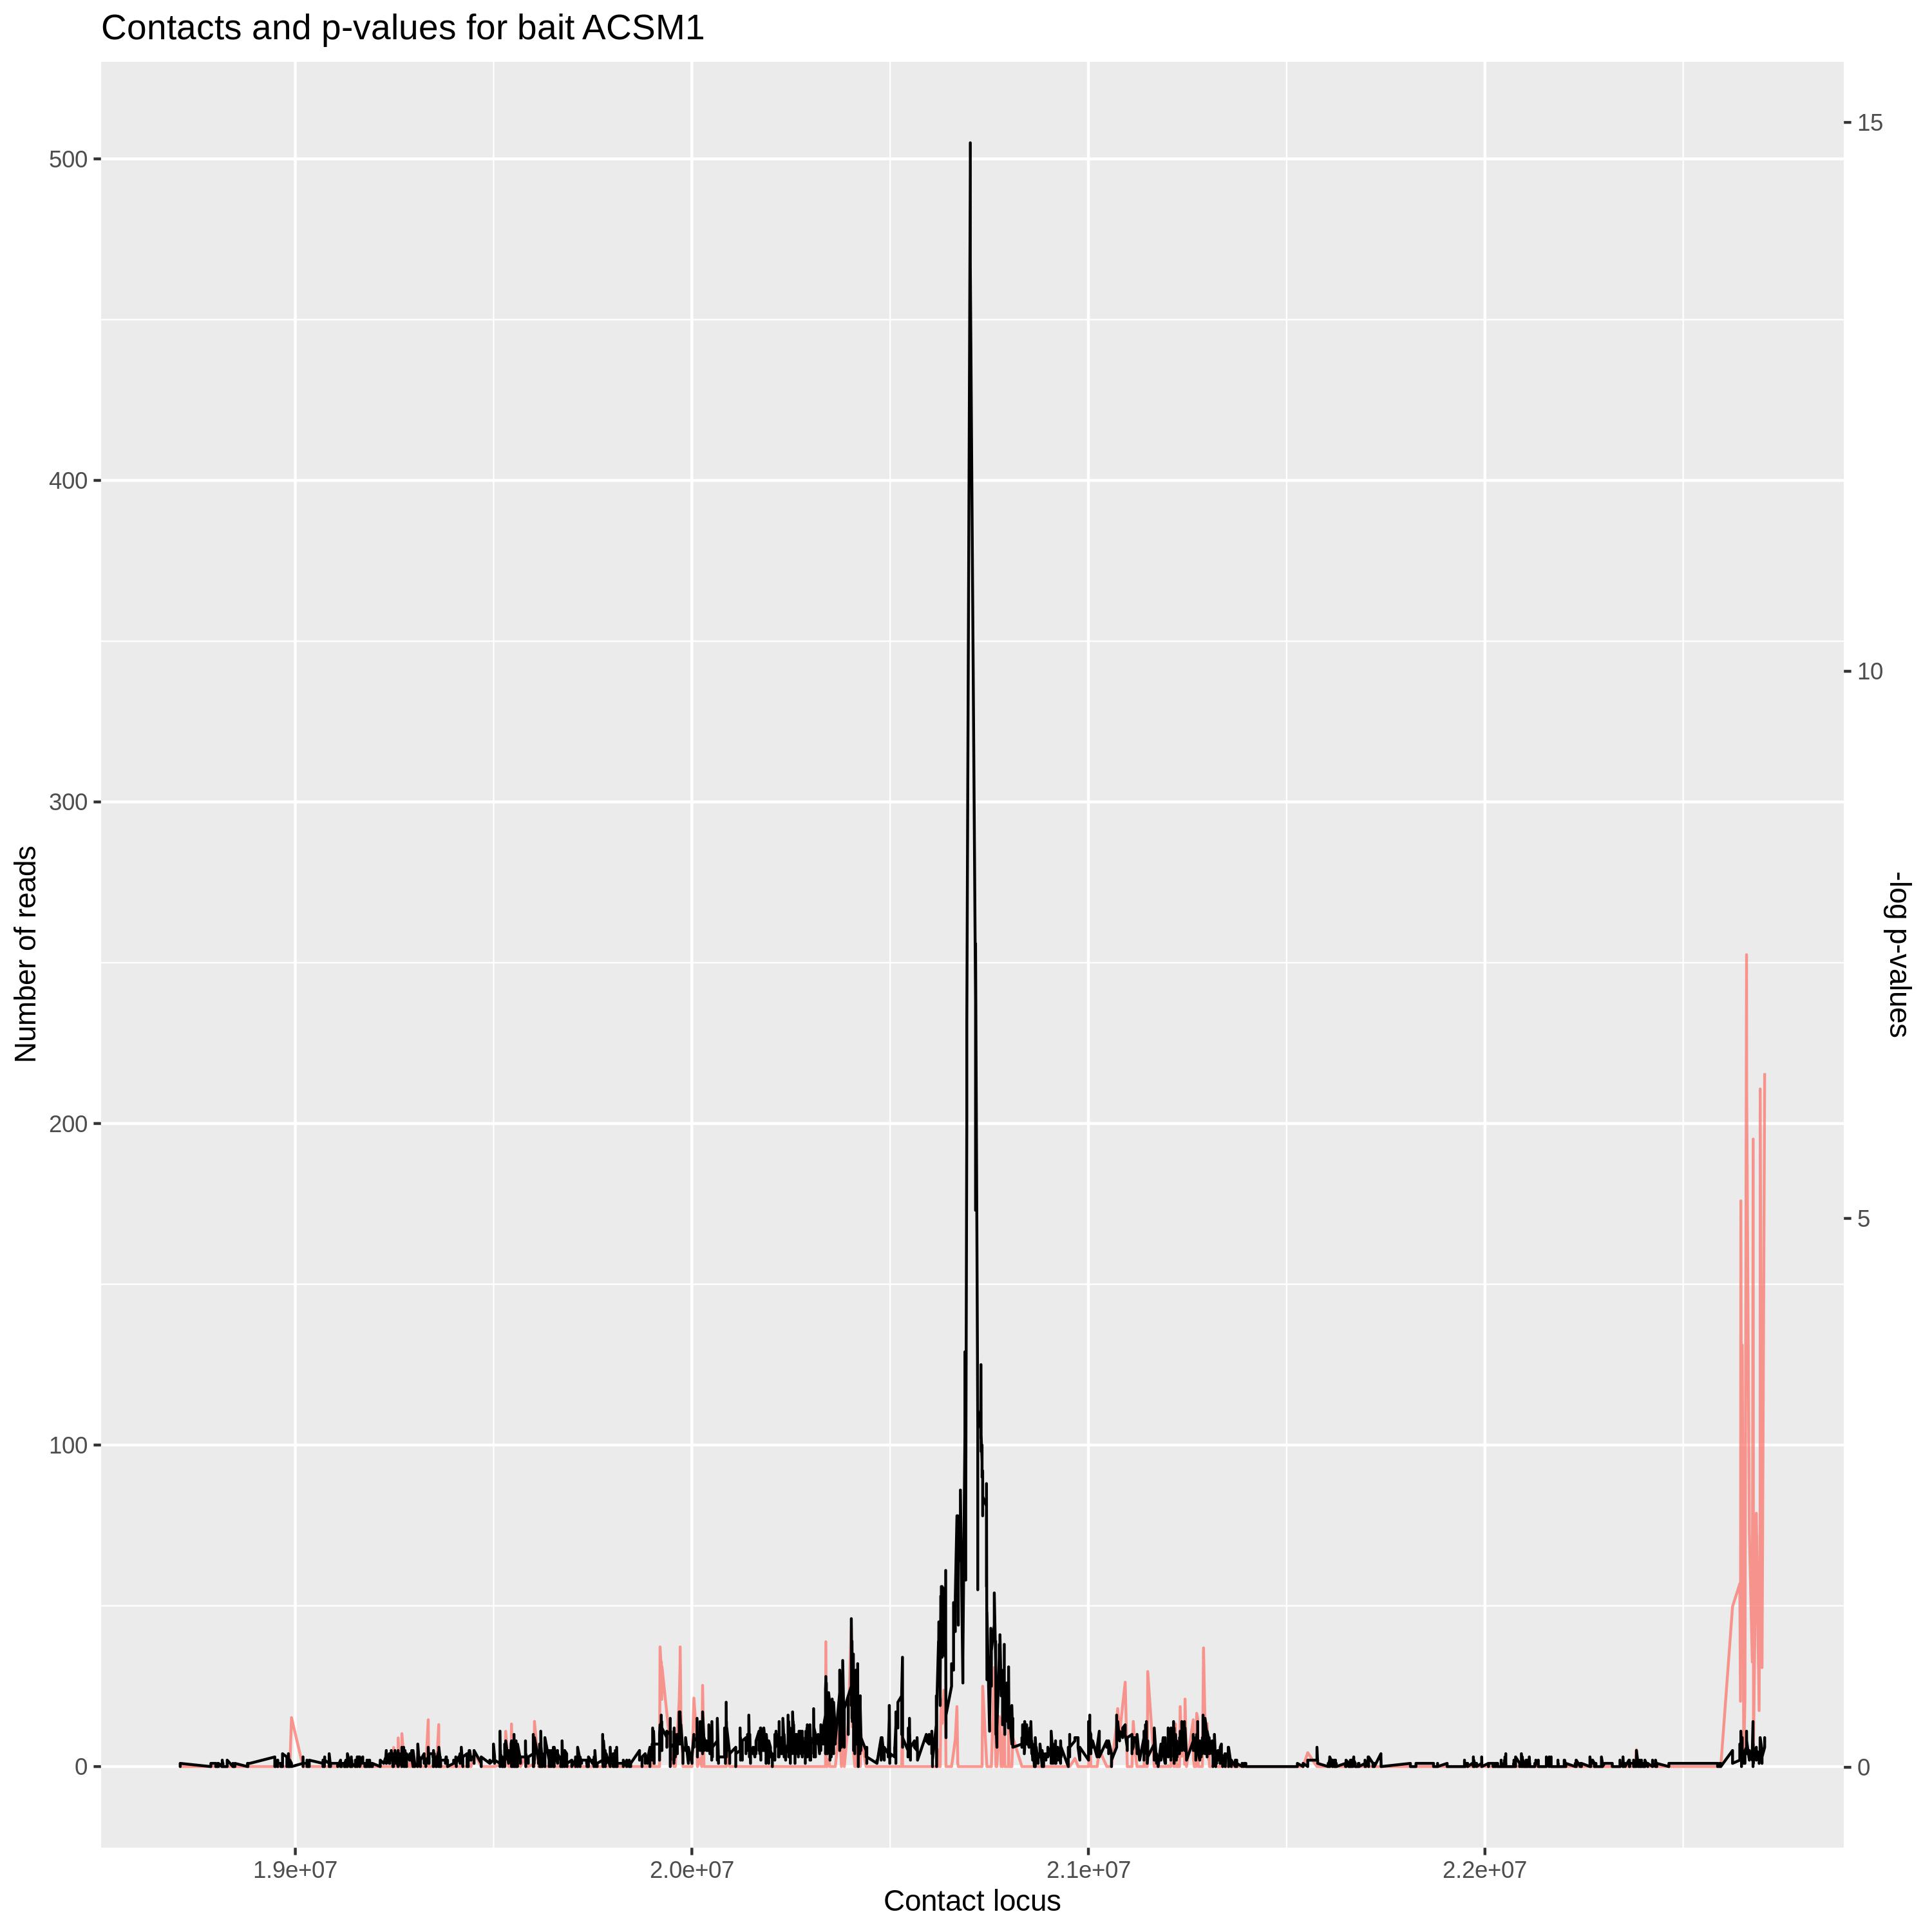 Contacts and p-values for bait ACSM1
500
400
300
200
100
0
Number of reads
15
10
5
0
-log p-values
1.9e+07 2.0e+07 2.1e+07 2.2e+07
Contact locus